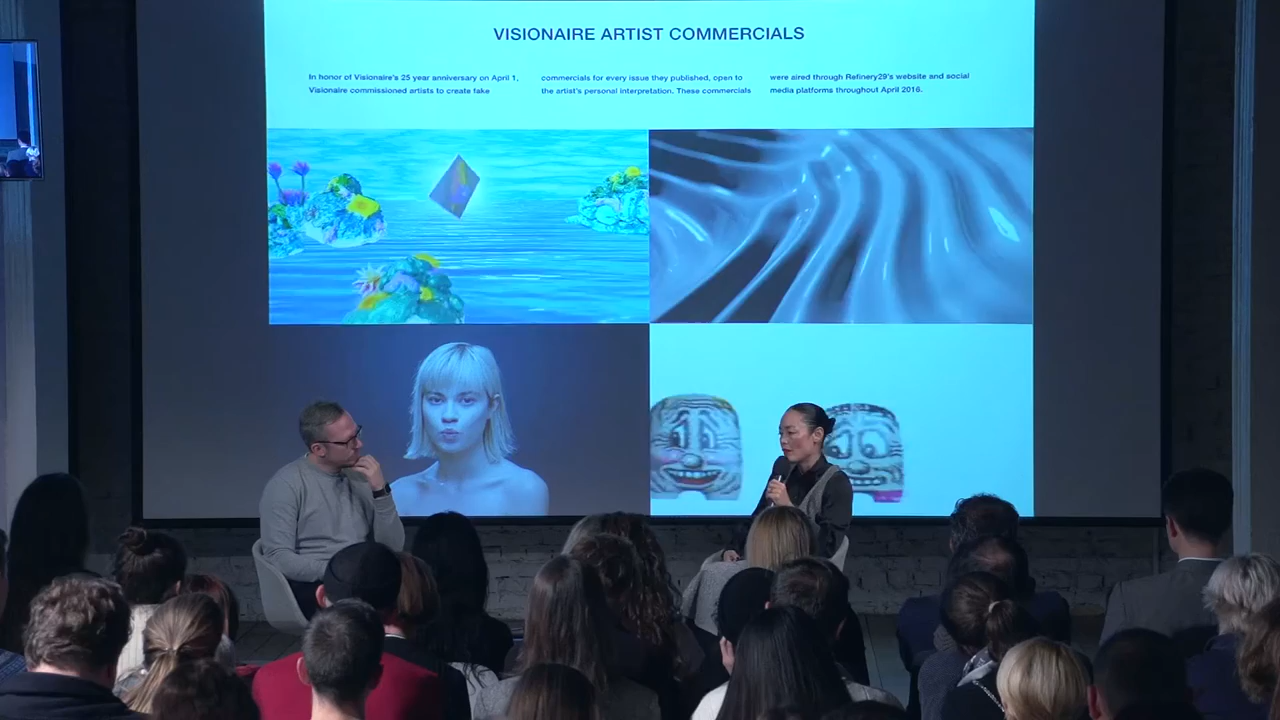 VISIONAIRE ARTIST COMMERCIALS
In honor of Visionaire's 25 year anniversary on April 1,
Visionaire commissioned artists to create fake
commercials for every issue they published, open to
the artist's personal interpretation. These commercials
were aired through Refinery29's website and social
media platforms throughout April 2016.